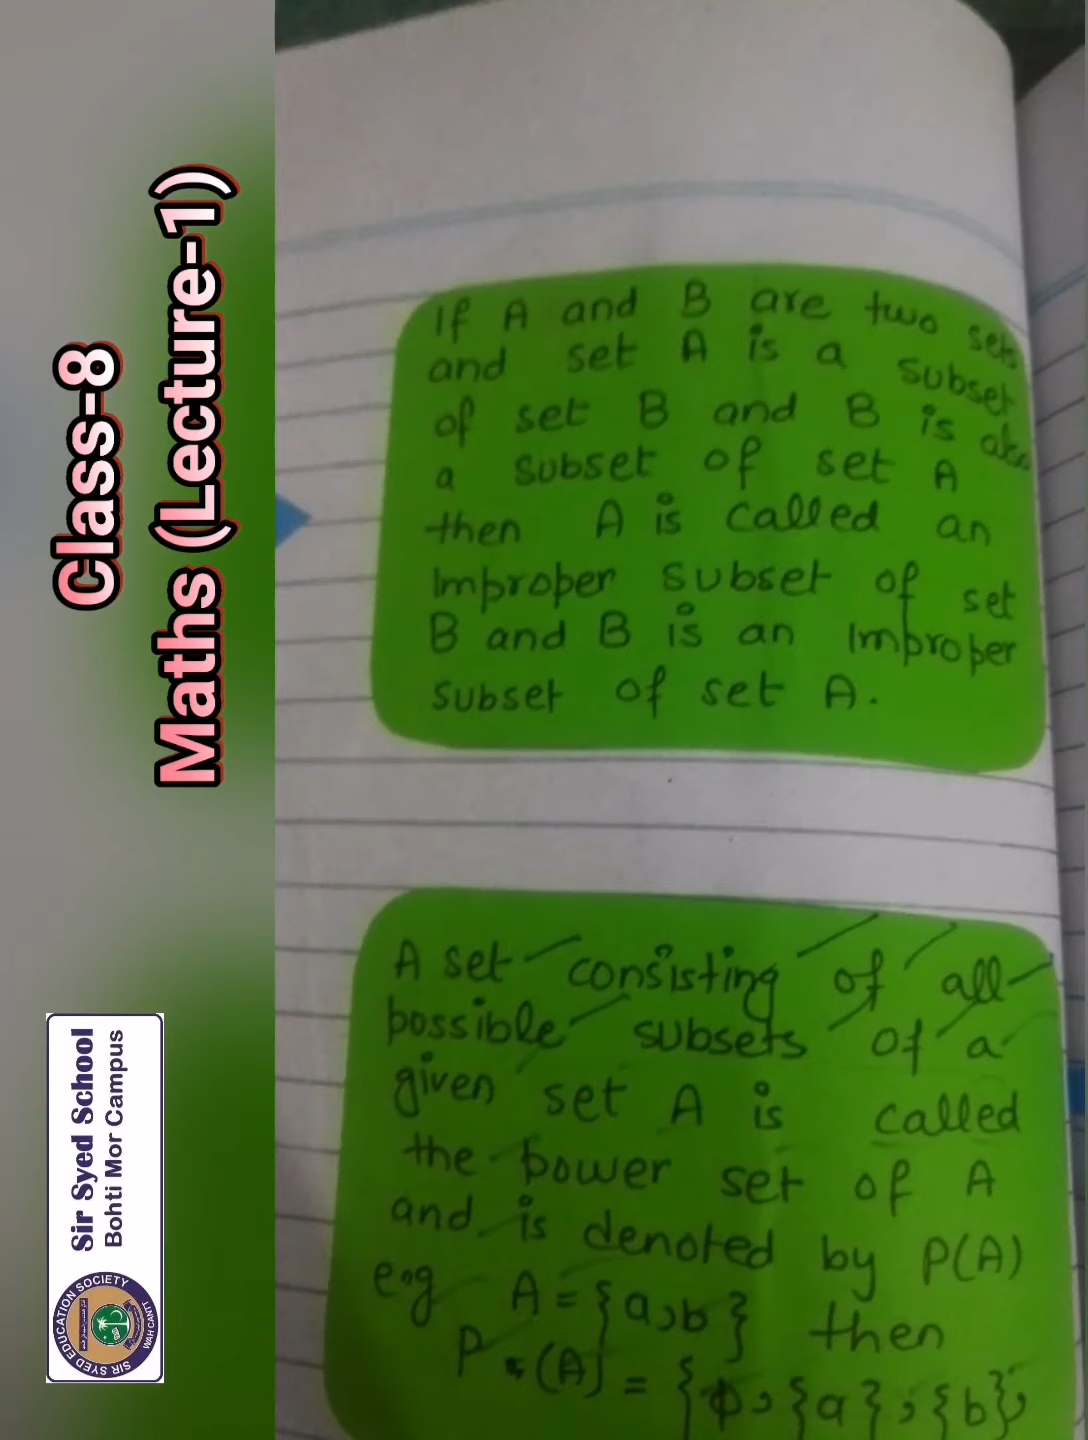 Class-8
Maths (Lecture-1)
If A and B are two sets
and set A is a subset
of set B and B is also
a subset of set A
then A is called an
Improper subset of set
B and B is an Improper
subset of set A.
A set consisting of all
possible subsets of a
given set A is called
the power set of A
and is denoted by P(A)
e.g A = {a,b} then
P (A) = {φ, {a}, {b},
Sir Syed School
Bohti Mor Campus
SIR SYED EDUCATION SOCIETY
WAH CANTT